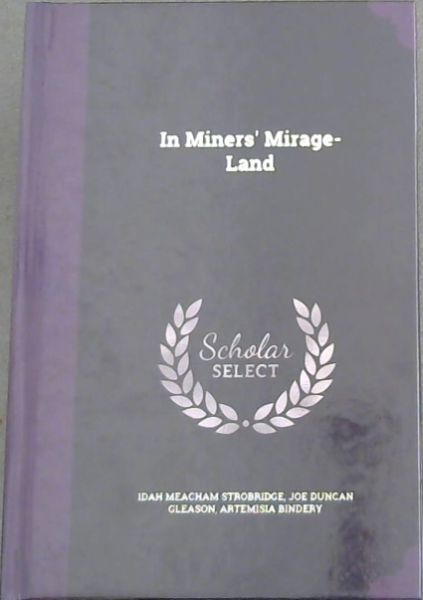 In Miners' Mirage-
Land
Scholar
SELECT
IDAH MEACHAM STROBRIDGE, JOE DUNCAN
GLEASON, ARTEMISIA BINDERY